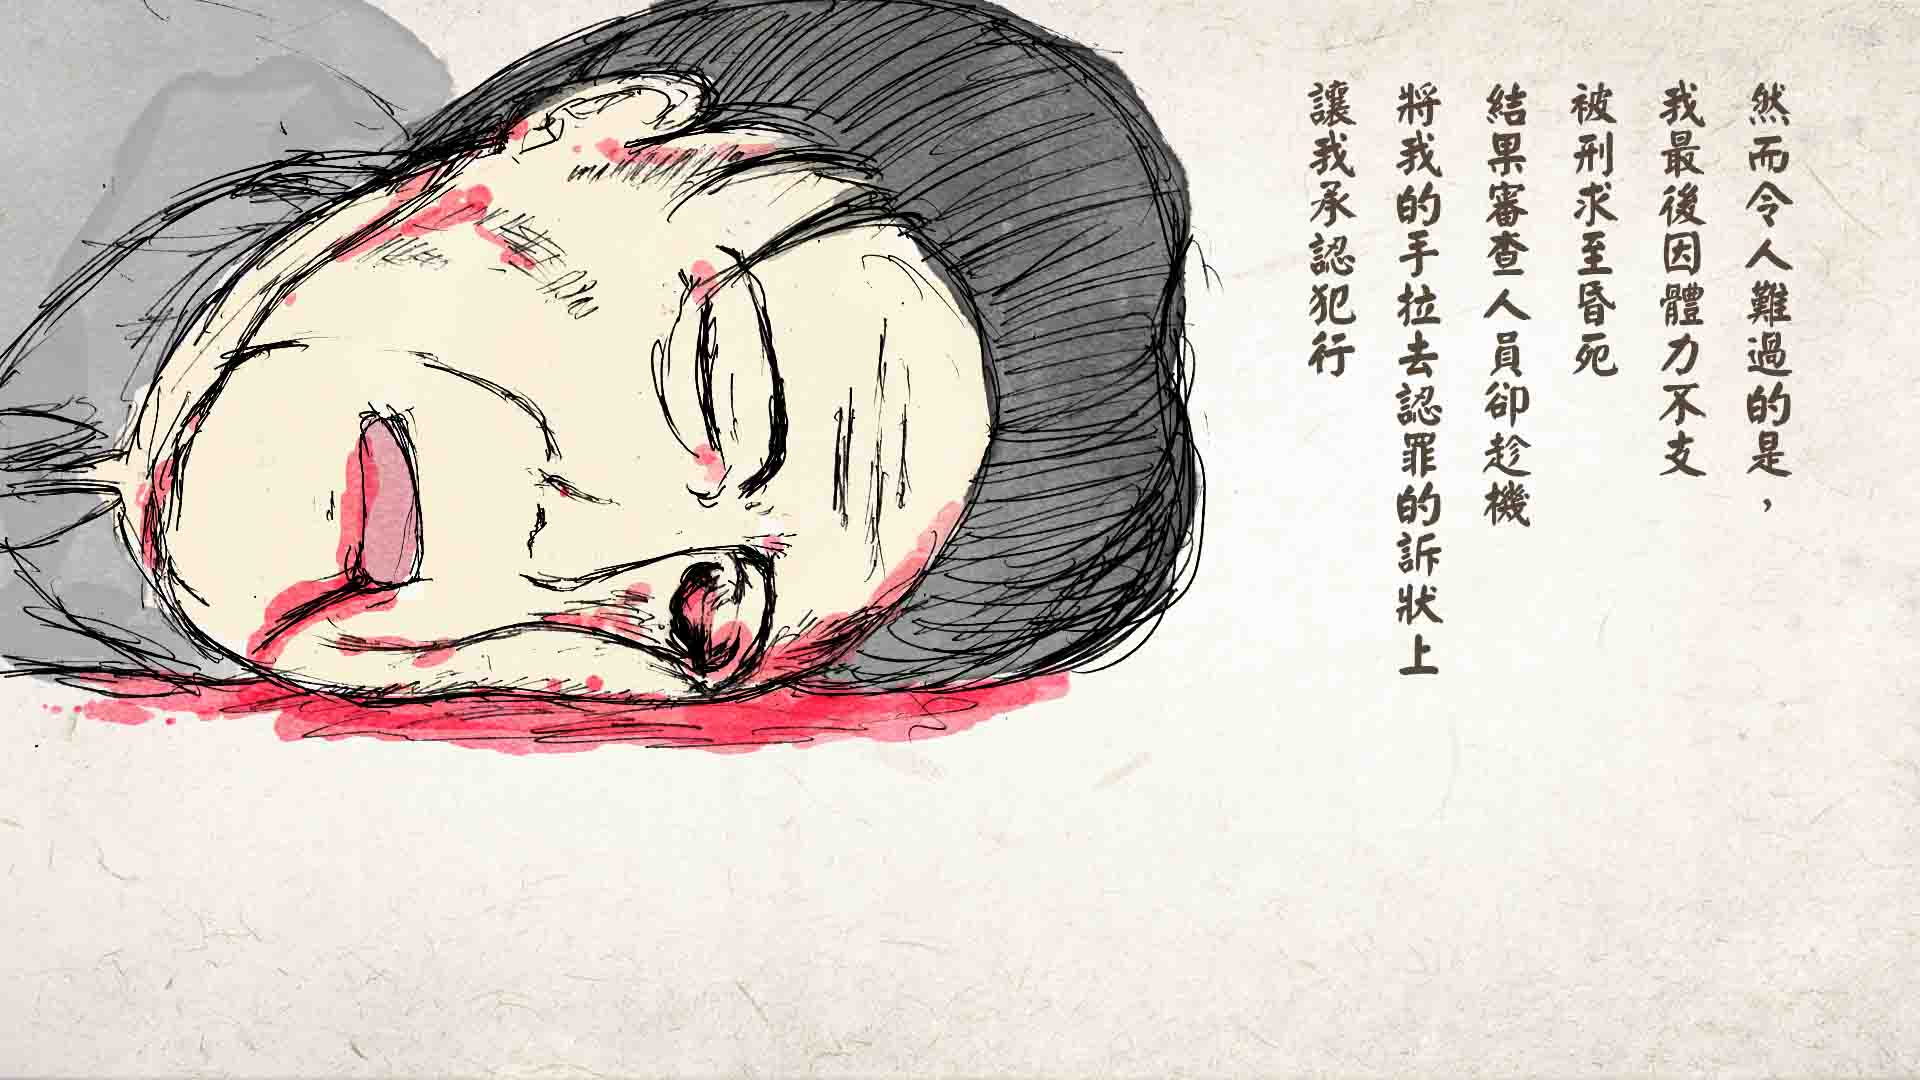 然而令人難過的是，
我最後因體力不支
被刑求至昏死
結果審查人員卻趁機
將我的手拉去認罪的訴狀上
讓我承認犯行